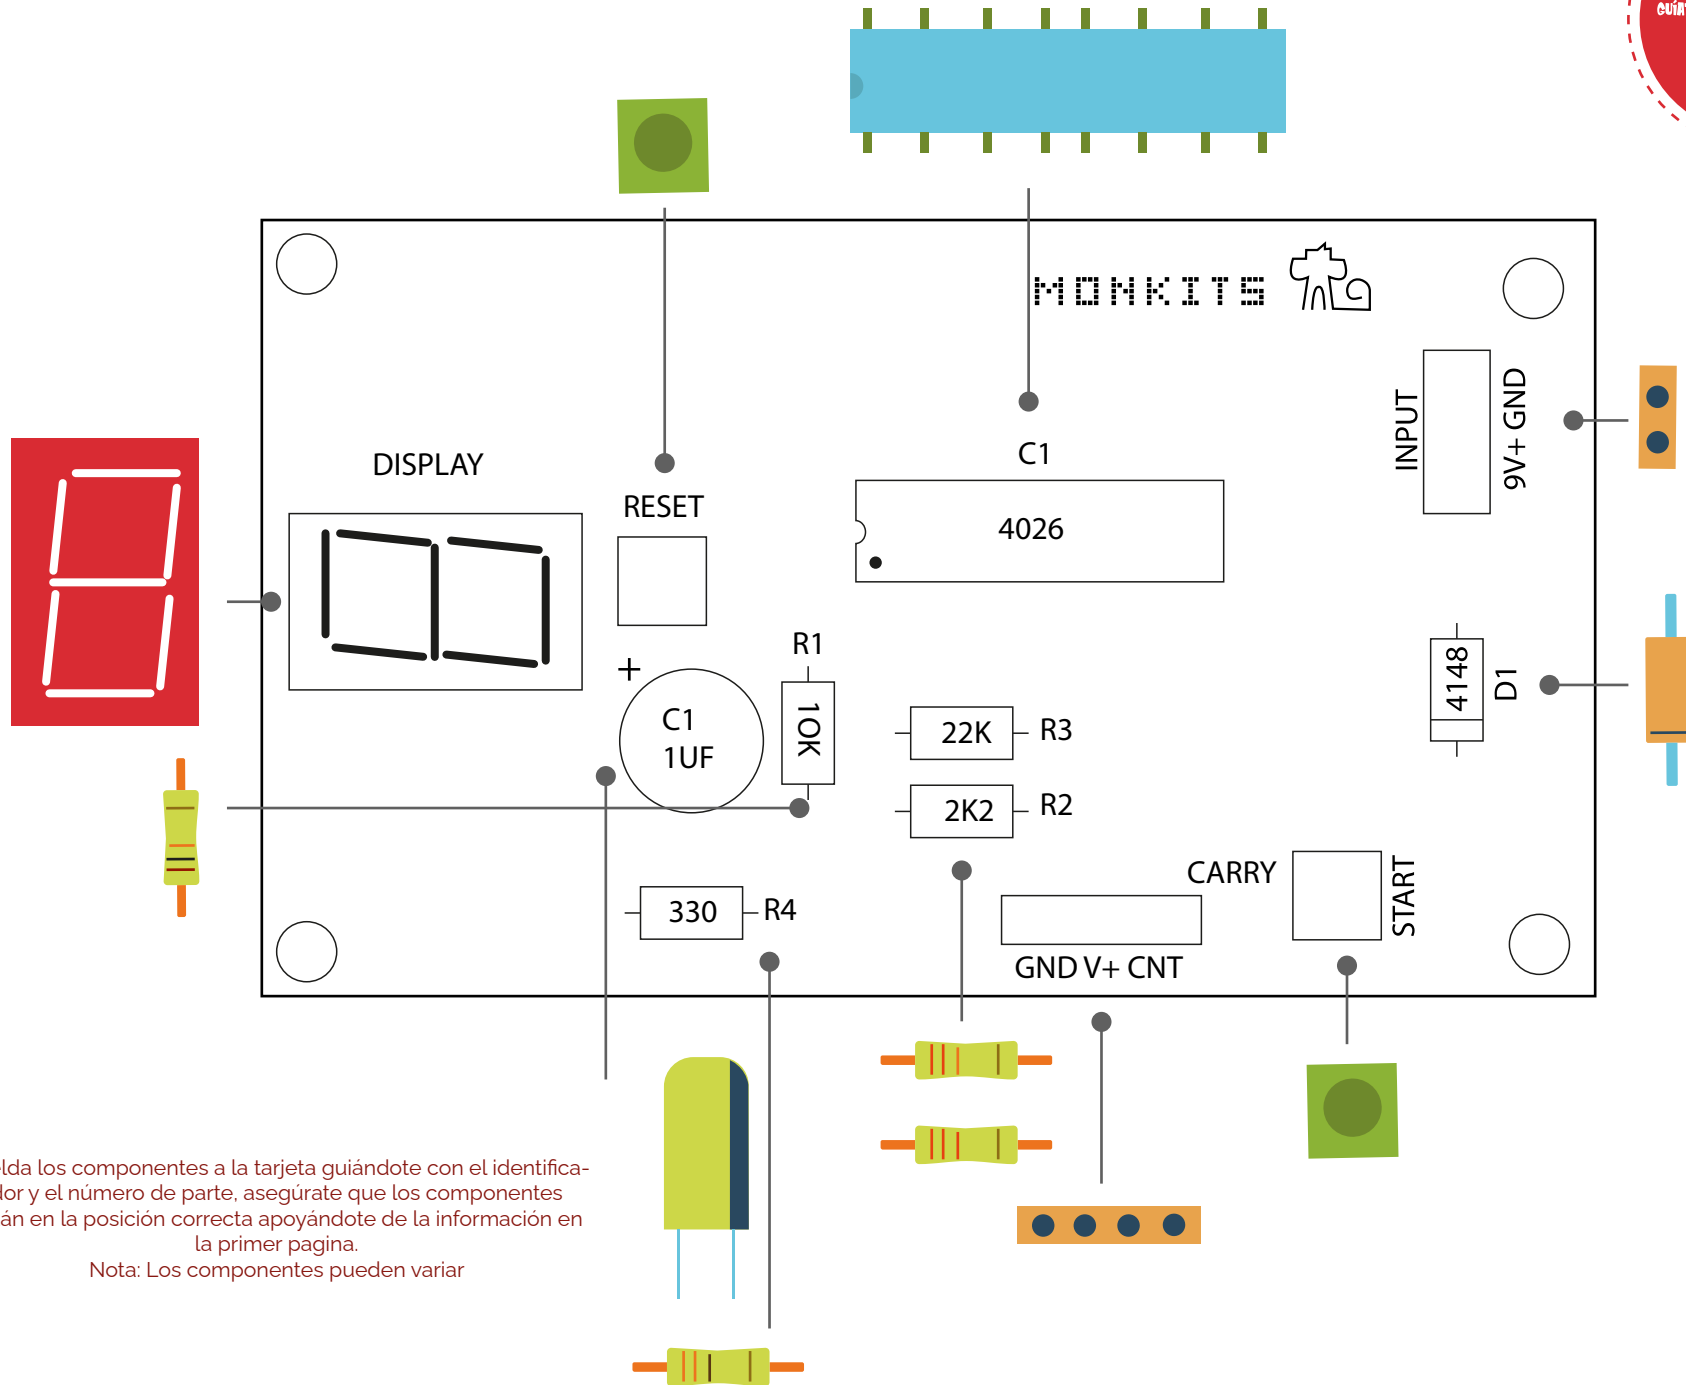 MONKITS
C1
4026
INPUT
9V+ GND
DISPLAY
RESET
R1
10K
+
C1
1UF
22K
R3
2K2
R2
4148
D1
330
R4
CARRY
START
GND V+ CNT
los componentes a la tarjeta guiándote con el identifica-
y el número de parte, asegúrate que los componentes
en la posición correcta apoyándote de la información en
la primer pagina.
Nota: Los componentes pueden variar